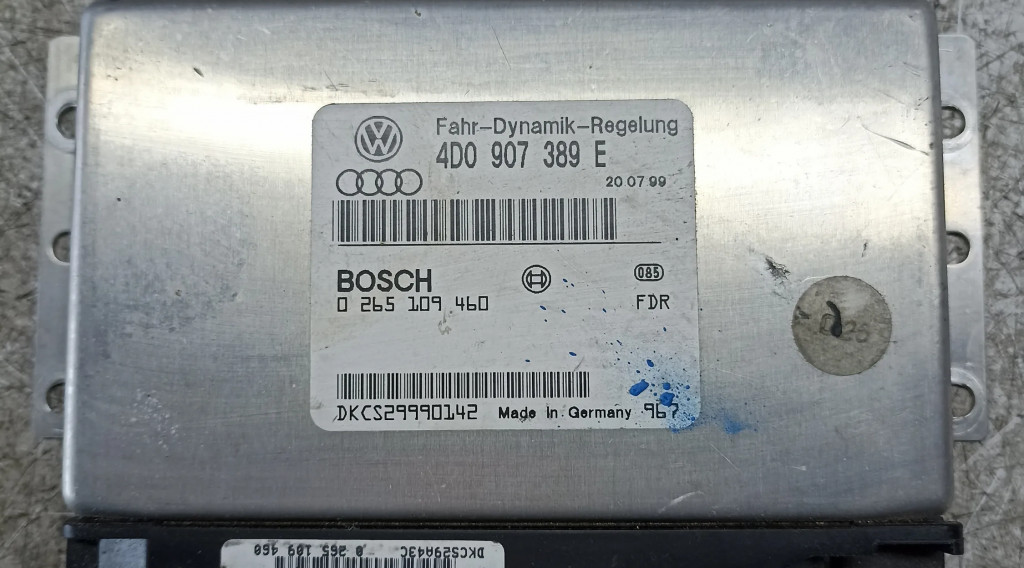 Fahr-Dynamik-Regelung
4D0 907 389 E
20 07 99
BOSCH
085
0 265 109 460
FDR
DKCS29990142 Made in Germany 967
DKCS29A43C 0 265 109 460